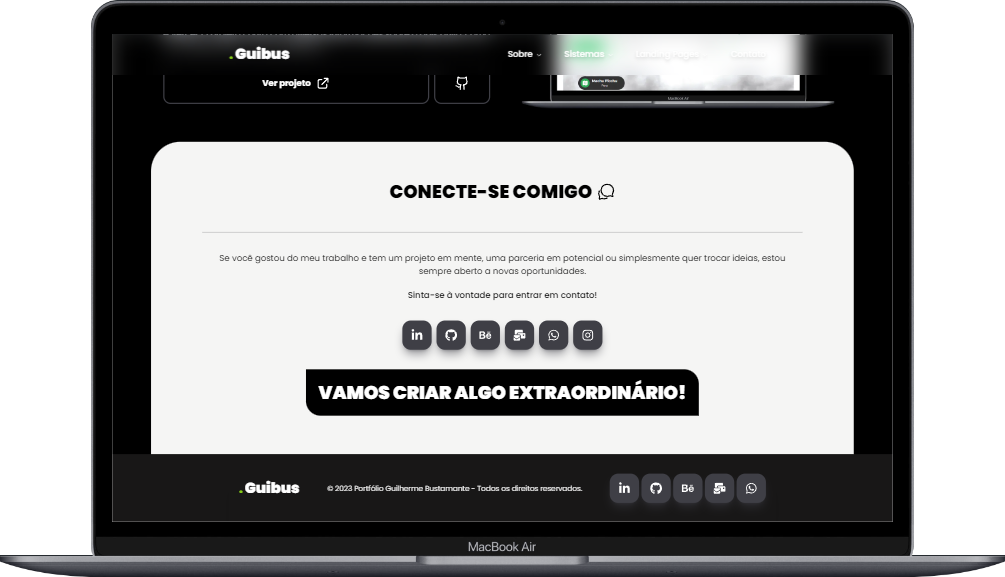 .Guibus
Sobre
Sistemas
Ver projeto
MacBook Air
CONECTE-SE COMIGO
Se você gostou do meu trabalho e tem um projeto em mente, uma parceria em potencial ou simplesmente quer trocar ideias, estou
sempre aberto a novas oportunidades.
Sinta-se à vontade para entrar em contato!
in
Bē
VAMOS CRIAR ALGO EXTRAORDINÁRIO!
.Guibus
© 2023 Portfólio Guilherme Bustamante - Todos os direitos reservados.
in
Bē
MacBook Air